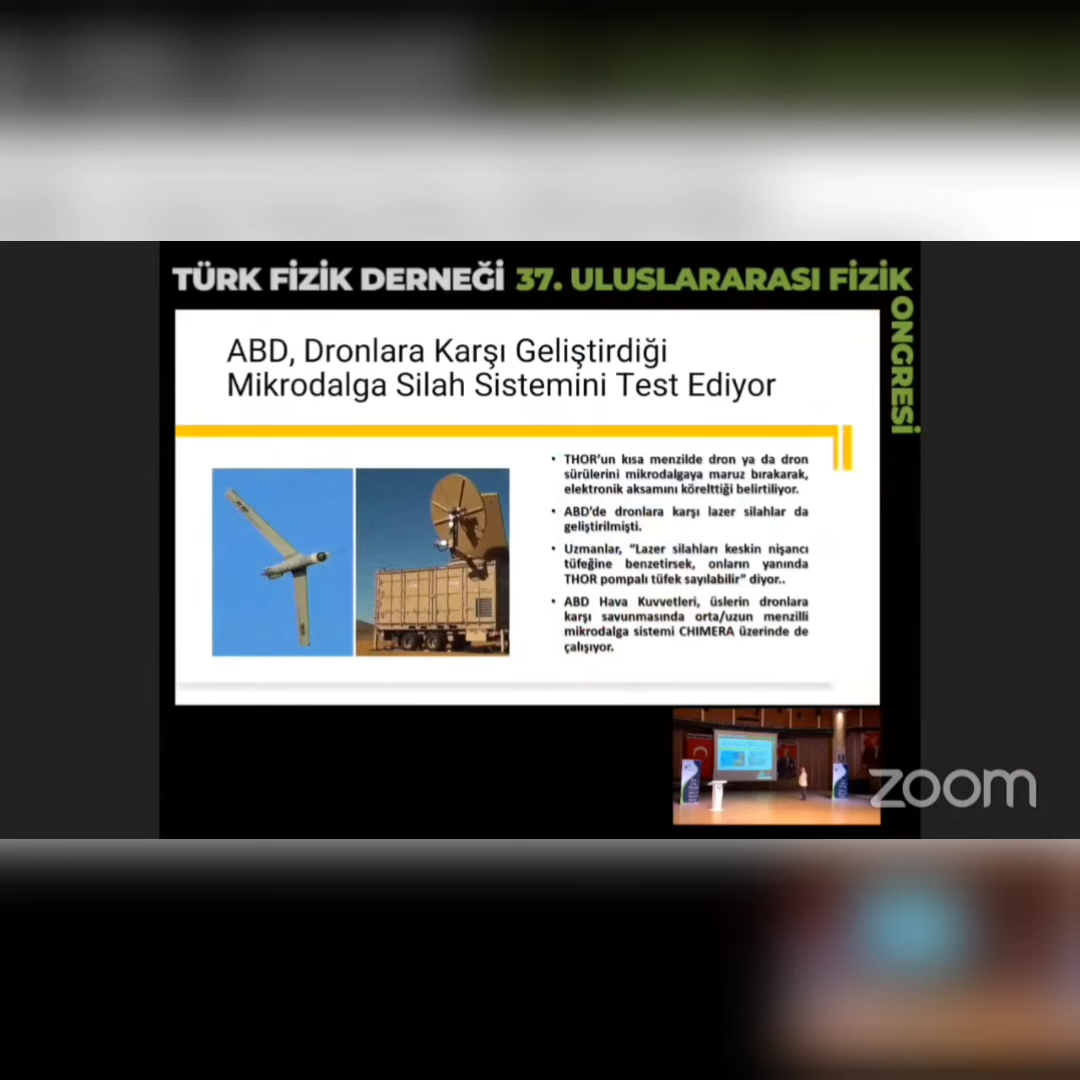 TÜRK FİZİK DERNEĞİ 37. ULUSLARARASI FİZİK
ONGRESİ
ABD, Dronlara Karşı Geliştirdiği
Mikrodalga Silah Sistemini Test Ediyor
• THOR'un kısa menzilde dron ya da dron
sürülerini mikrodalgaya maruz bırakarak,
elektronik aksamını körelttiği belirtiliyor.
• ABD'de dronlara karşı lazer silahlar da
geliştirilmişti.
• Uzmanlar, "Lazer silahları keskin nişancı
tüfeğine benzetirsek, onların yanında
THOR pompalı tüfek sayılabilir" diyor..
• ABD Hava Kuvvetleri, üslerin dronlara
karşı savunmasında orta/uzun menzilli
mikrodalga sistemi CHIMERA üzerinde de
çalışıyor.
zoom